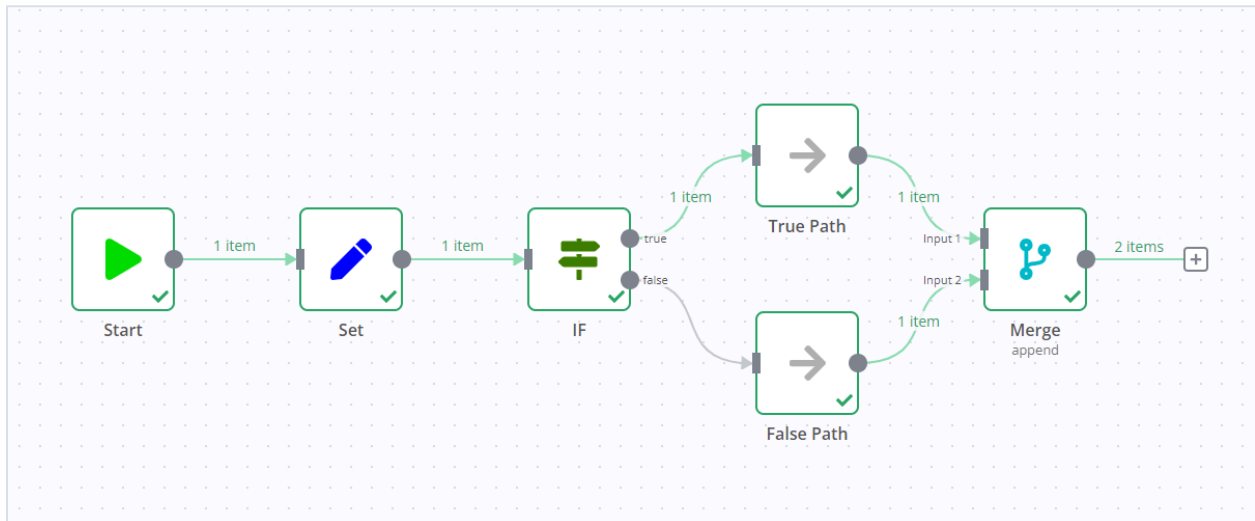 1 item
1 item
1 item
1 item
True Path
true
Input 1
2 items
false
Input 2
Start
Set
IF
1 item
Merge
append
False Path